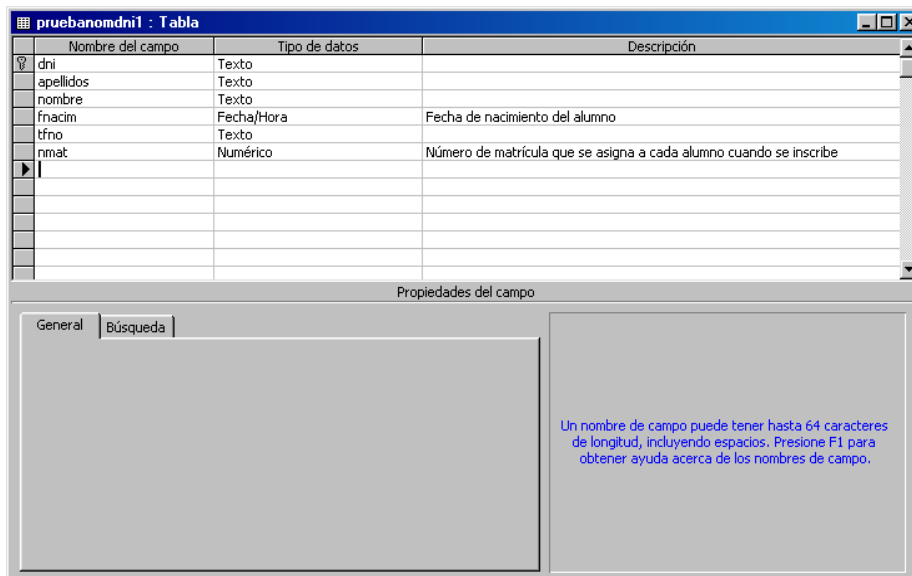 pruebanomdni1 : Tabla
Nombre del campo Tipo de datos Descripción
dni Texto
apellidos Texto
nombre Texto
fnacim Fecha/Hora Fecha de nacimiento del alumno
tfno Texto
nmat Numérico Número de matrícula que se asigna a cada alumno cuando se inscribe
Propiedades del campo
General Búsqueda
Un nombre de campo puede tener hasta 64 caracteres
de longitud, incluyendo espacios. Presione F1 para
obtener ayuda acerca de los nombres de campo.